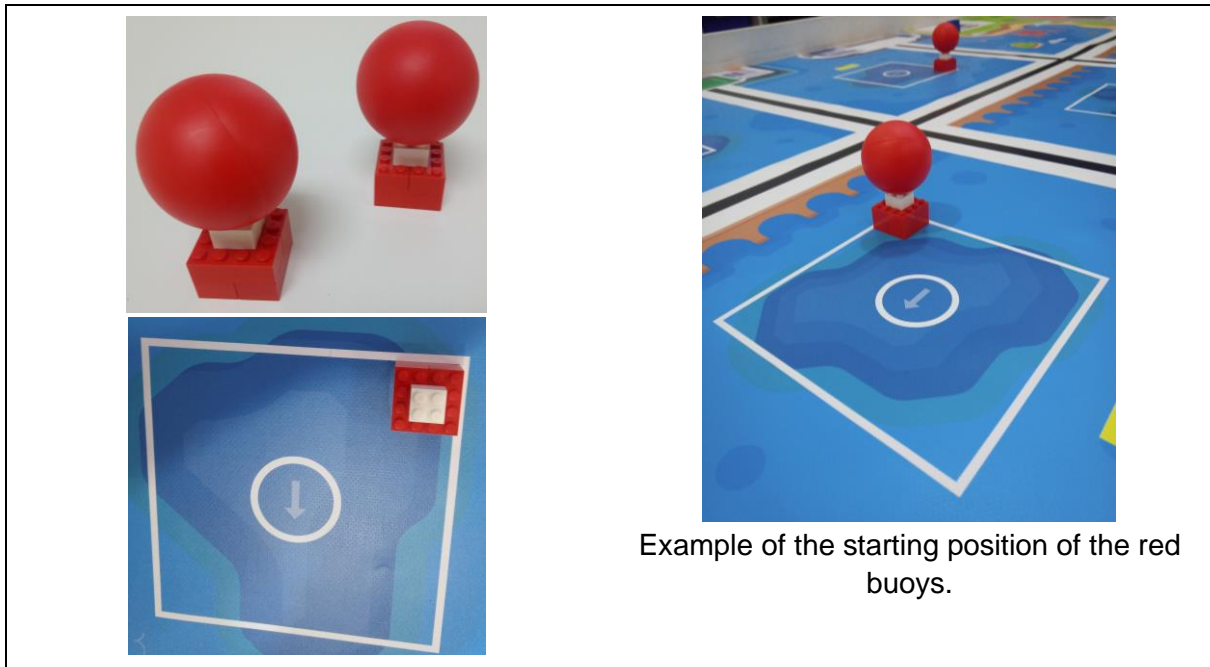 Example of the starting position of the red
buoys.